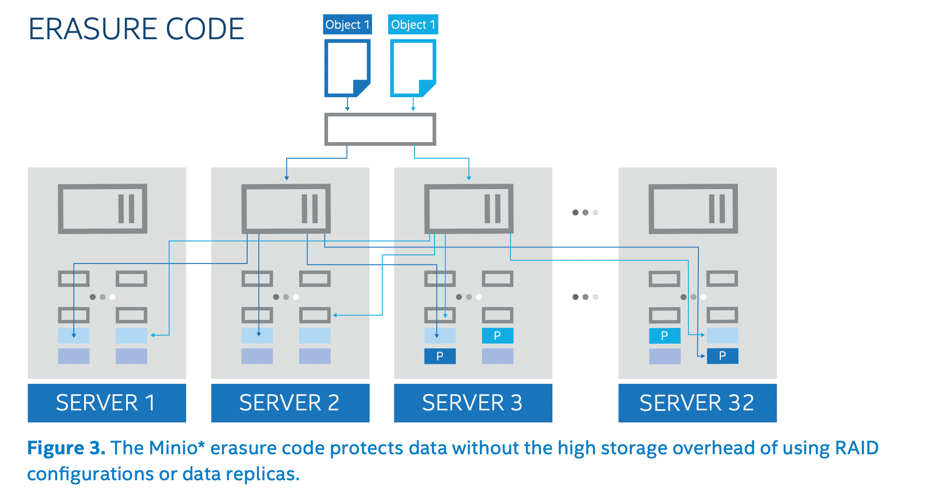 ERASURE CODE
Object 1
Object 1
P
P
P
P
SERVER 1
SERVER 2
SERVER 3
SERVER 32
Figure 3. The Minio* erasure code protects data without the high storage overhead of using RAID
configurations or data replicas.